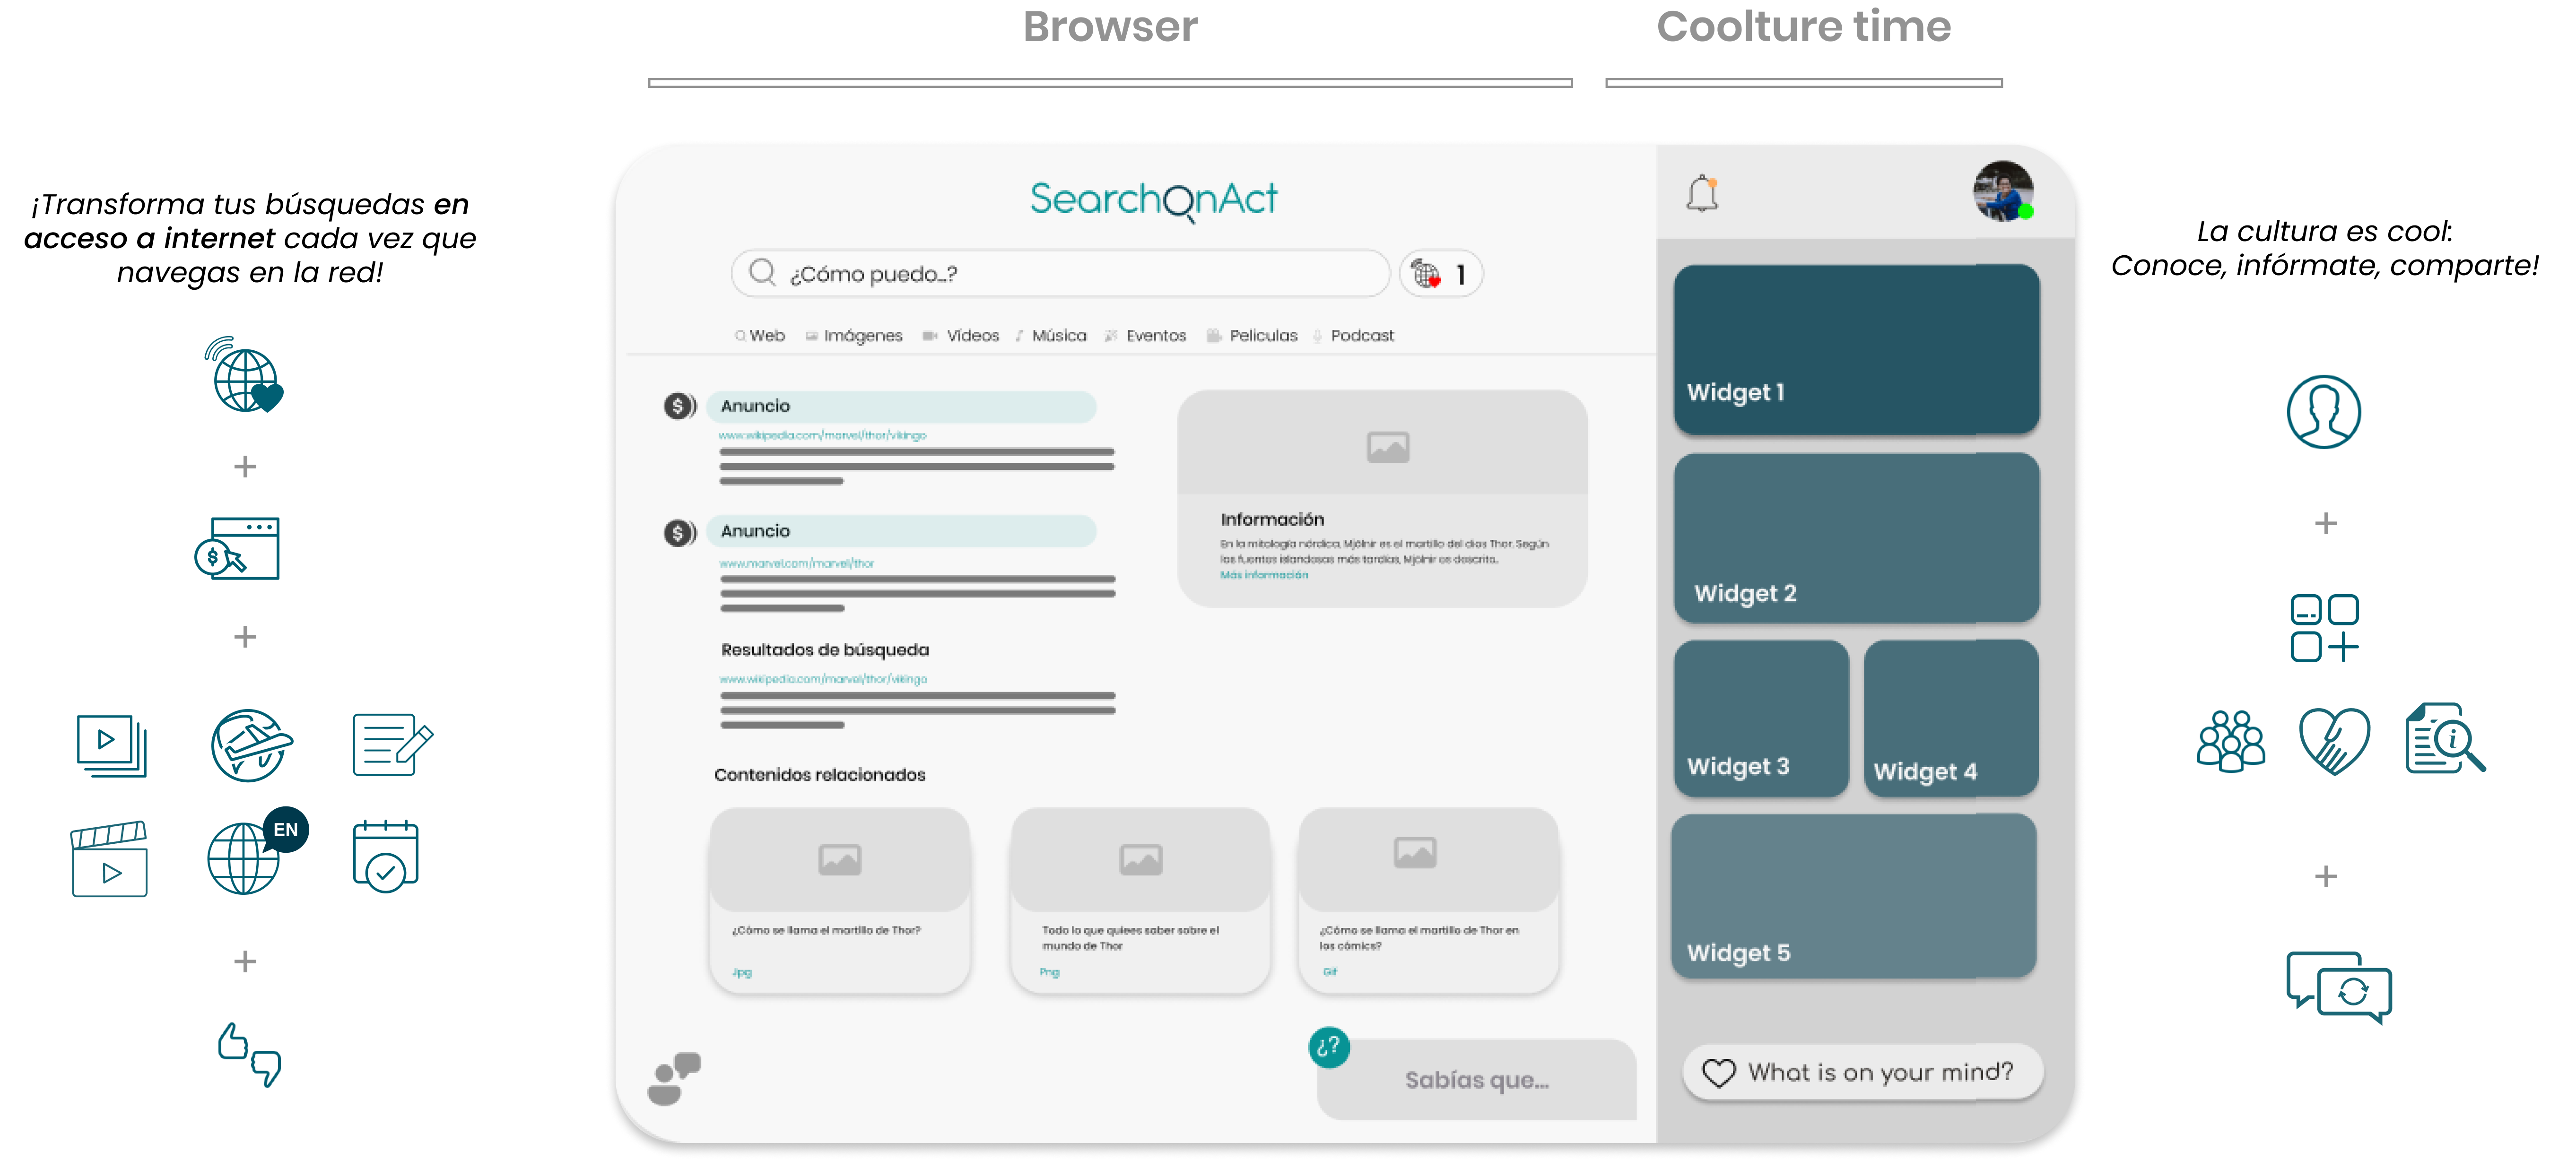 Browser
Coolture time
¡Transforma tus búsquedas en
acceso a internet cada vez que
navegas en la red!
EN
SearchOnAct
¿Cómo puedo...?
1
Web Imágenes Vídeos Música Eventos Peliculas Podcast
$ Anuncio
www.wikipedia.com/marvel/thor/vikingo
$ Anuncio
www.marvel.com/marvel/thor
Resultados de búsqueda
www.wikipedia.com/marvel/thor/vikingo
Información
En la mitología nórdica, Mjölnir es el martillo del dios Thor. Según
las fuentes islandesas más tardías, Mjölnir es descrito...
Más información
Contenidos relacionados
¿Cómo se llama el martillo de Thor?
Jpg
Todo lo que quiees saber sobre el
mundo de Thor
Png
¿Cómo se llama el martillo de Thor en
los cómics?
Gif
¿?
Sabías que...
Widget 1
Widget 2
Widget 3
Widget 4
Widget 5
What is on your mind?
La cultura es cool:
Conoce, infórmate, comparte!
$
i